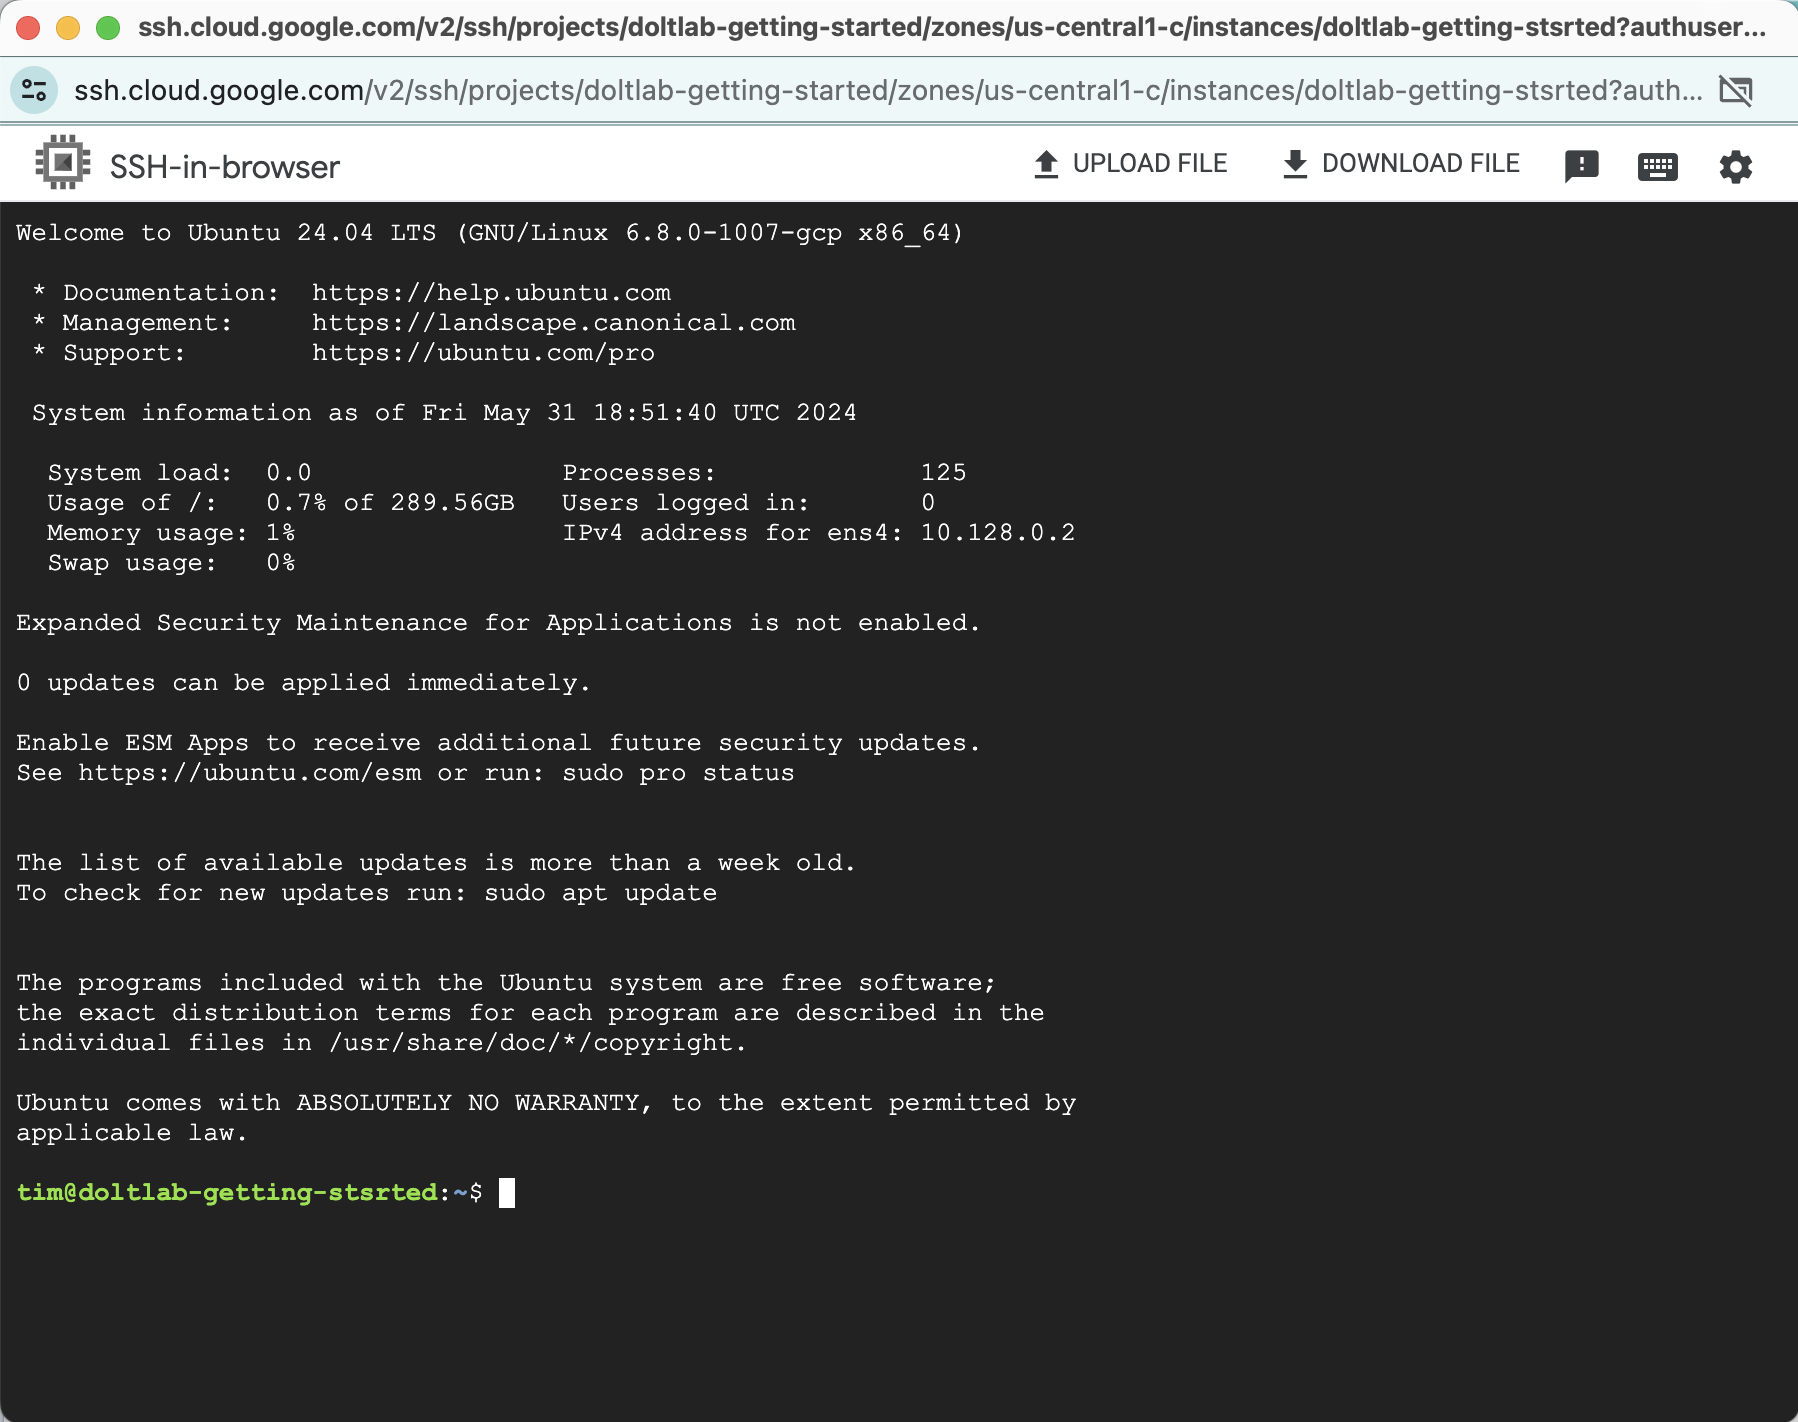 ssh.cloud.google.com/v2/ssh/projects/doltlab-getting-started/zones/us-central1-c/instances/doltlab-getting-stsrted?authuser...
ssh.cloud.google.com/v2/ssh/projects/doltlab-getting-started/zones/us-central1-c/instances/doltlab-getting-stsrted?auth...
SSH-in-browser UPLOAD FILE DOWNLOAD FILE
Welcome to Ubuntu 24.04 LTS (GNU/Linux 6.8.0-1007-gcp x86_64)
* Documentation: https://help.ubuntu.com
* Management: https://landscape.canonical.com
* Support: https://ubuntu.com/pro
System information as of Fri May 31 18:51:40 UTC 2024
System load: 0.0 Processes: 125
Usage of /: 0.7% of 289.56GB Users logged in: 0
Memory usage: 1% IPv4 address for ens4: 10.128.0.2
Swap usage: 0%
Expanded Security Maintenance for Applications is not enabled.
0 updates can be applied immediately.
Enable ESM Apps to receive additional future security updates.
See https://ubuntu.com/esm or run: sudo pro status
The list of available updates is more than a week old.
To check for new updates run: sudo apt update
The programs included with the Ubuntu system are free software;
the exact distribution terms for each program are described in the
individual files in /usr/share/doc/*/copyright.
Ubuntu comes with ABSOLUTELY NO WARRANTY, to the extent permitted by
applicable law.
tim@doltlab-getting-stsrted:~$